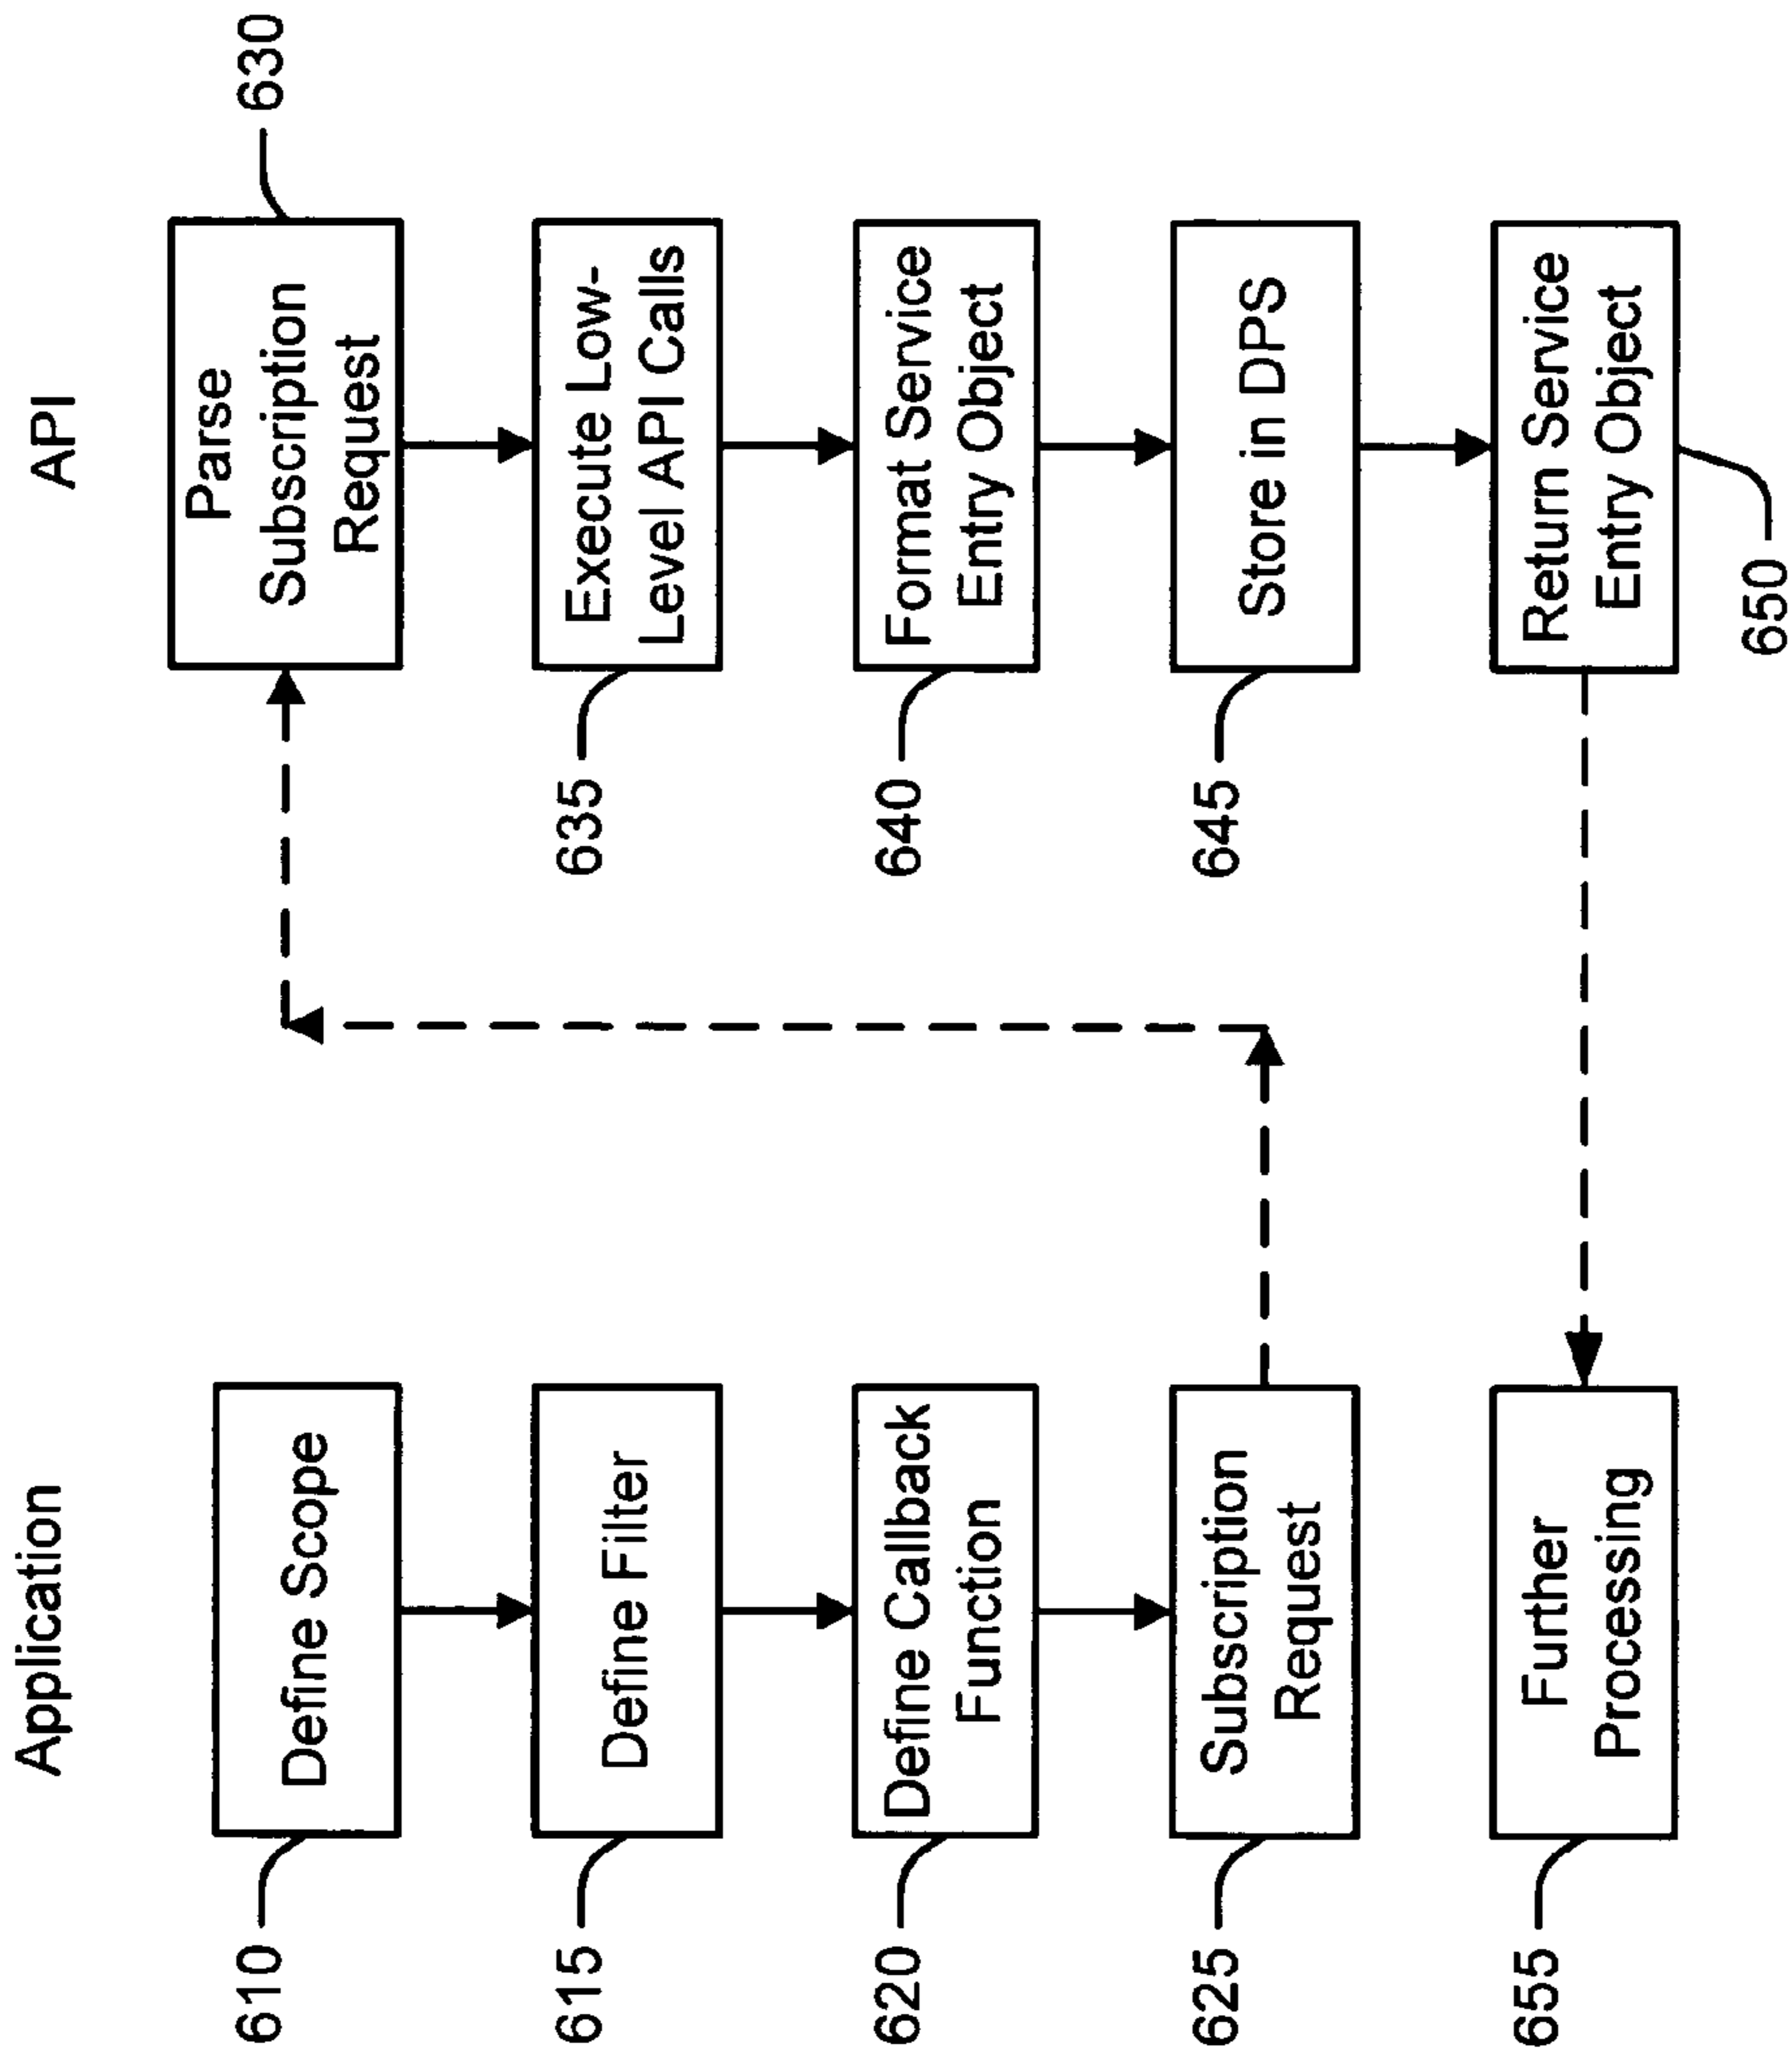 Application
API
610
Define Scope
615
Define Filter
620
Define Callback
Function
625
Subscription
Request
630
Parse
Subscription
Request
635
Execute Low-
Level API Calls
640
Format Service
Entry Object
645
Store in DPS
650
Return Service
Entry Object
655
Further
Processing